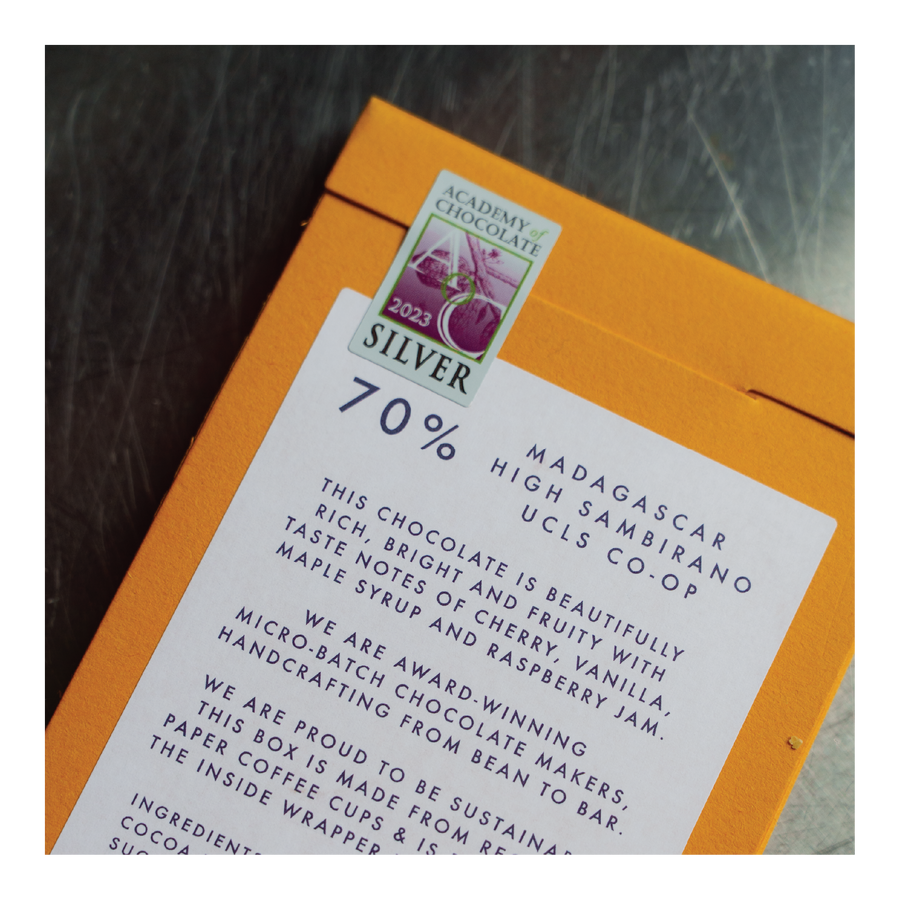 ACADEMY of
CHOCOLATE
A
o
C
2023
SILVER
70%
MADAGASCAR
HIGH SAMBIRANO
UCLS CO-OP
THIS CHOCOLATE IS BEAUTIFULLY
RICH, BRIGHT AND FRUITY WITH
TASTE NOTES OF CHERRY, VANILLA,
MAPLE SYRUP AND RASPBERRY JAM.
WE ARE AWARD-WINNING
MICRO-BATCH CHOCOLATE MAKERS,
HANDCRAFTING FROM BEAN TO BAR.
WE ARE PROUD TO BE
THIS BOX IS MADE FROM
PAPER COFFEE CUPS & IS
THE INSIDE WRAPPER
COCOA